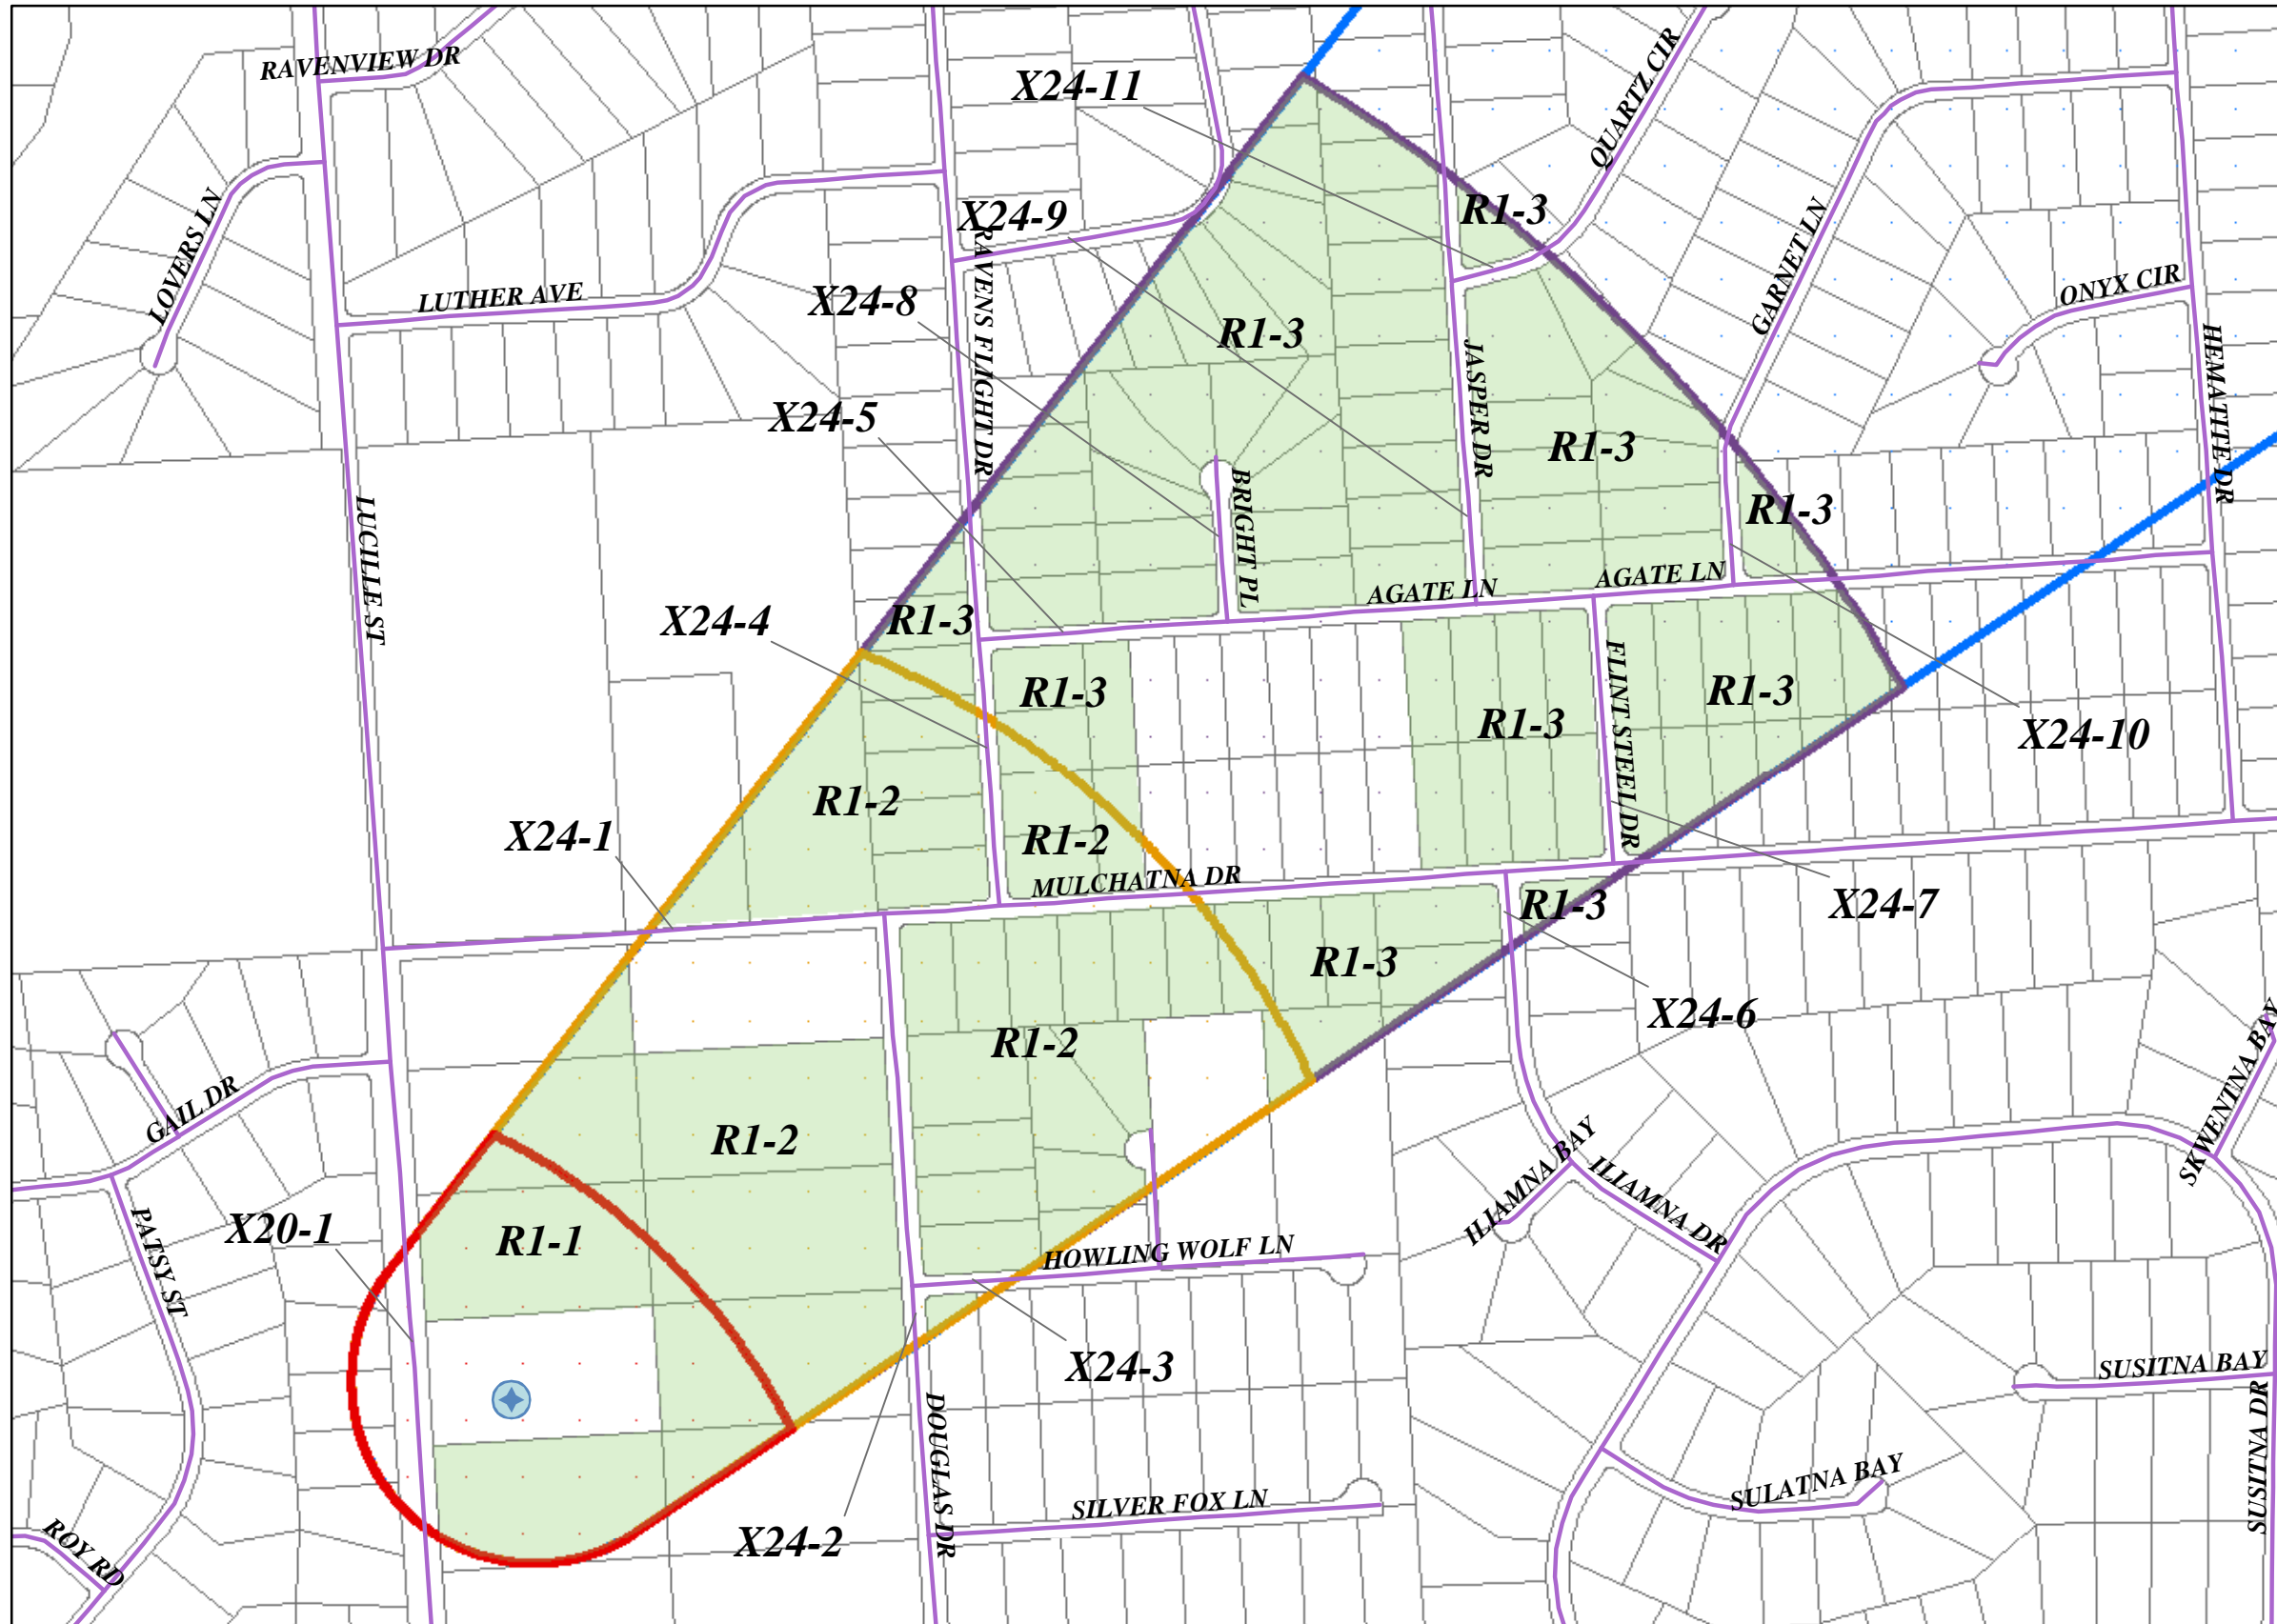 RAVENVIEW DR
X24-11
QUARTZ CIR
R1-3
LOVERS LN
X24-9
GARNET LN
ONYX CIR
LUTHER AVE
X24-8
RAVENS FLIGHT DR
R1-3
JASPER DR
HEMATITE DR
X24-5
R1-3
LUCILLE ST
BRIGHT PL
R1-3
AGATE LN
AGATE LN
X24-4
R1-3
R1-3
R1-3
R1-3
FLINT STEEL DR
X24-10
X24-1
R1-2
R1-2
MULCHATNA DR
R1-3
X24-7
R1-3
X24-6
R1-2
GAIL DR
R1-2
SKWENTNA BAY
ILIAMNA BAY
ILIAMNA DR
X20-1
R1-1
PATSY ST
HOWLING WOLF LN
X24-3
SUSITNA BAY
DOUGLAS DR
SUSITNA DR
SULATNA BAY
SILVER FOX LN
X24-2
ROY RD